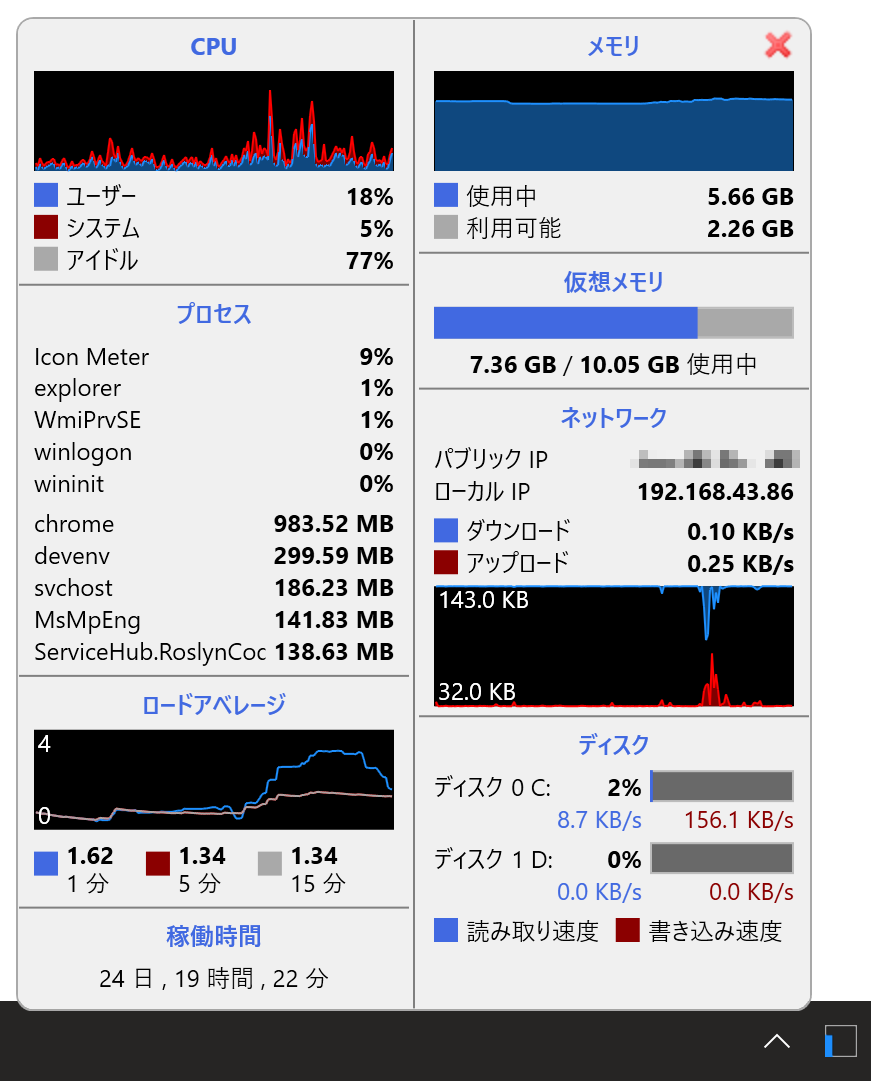 CPU
ユーザー 18%
システム 5%
アイドル 77%
プロセス
Icon Meter 9%
explorer 1%
WmiPrvSE 1%
winlogon 0%
wininit 0%
chrome 983.52 MB
devenv 299.59 MB
svchost 186.23 MB
MsMpEng 141.83 MB
ServiceHub.RoslynCoc 138.63 MB
ロードアベレージ
4
0
1.62 1.34 1.34
1 分 5 分 15 分
稼働時間
24 日 , 19 時間 , 22 分
メモリ
使用中 5.66 GB
利用可能 2.26 GB
仮想メモリ
7.36 GB / 10.05 GB 使用中
ネットワーク
パブリック IP
ローカル IP 192.168.43.86
ダウンロード 0.10 KB/s
アップロード 0.25 KB/s
143.0 KB
32.0 KB
ディスク
ディスク 0 C: 2%
8.7 KB/s 156.1 KB/s
ディスク 1 D: 0%
0.0 KB/s 0.0 KB/s
読み取り速度 書き込み速度